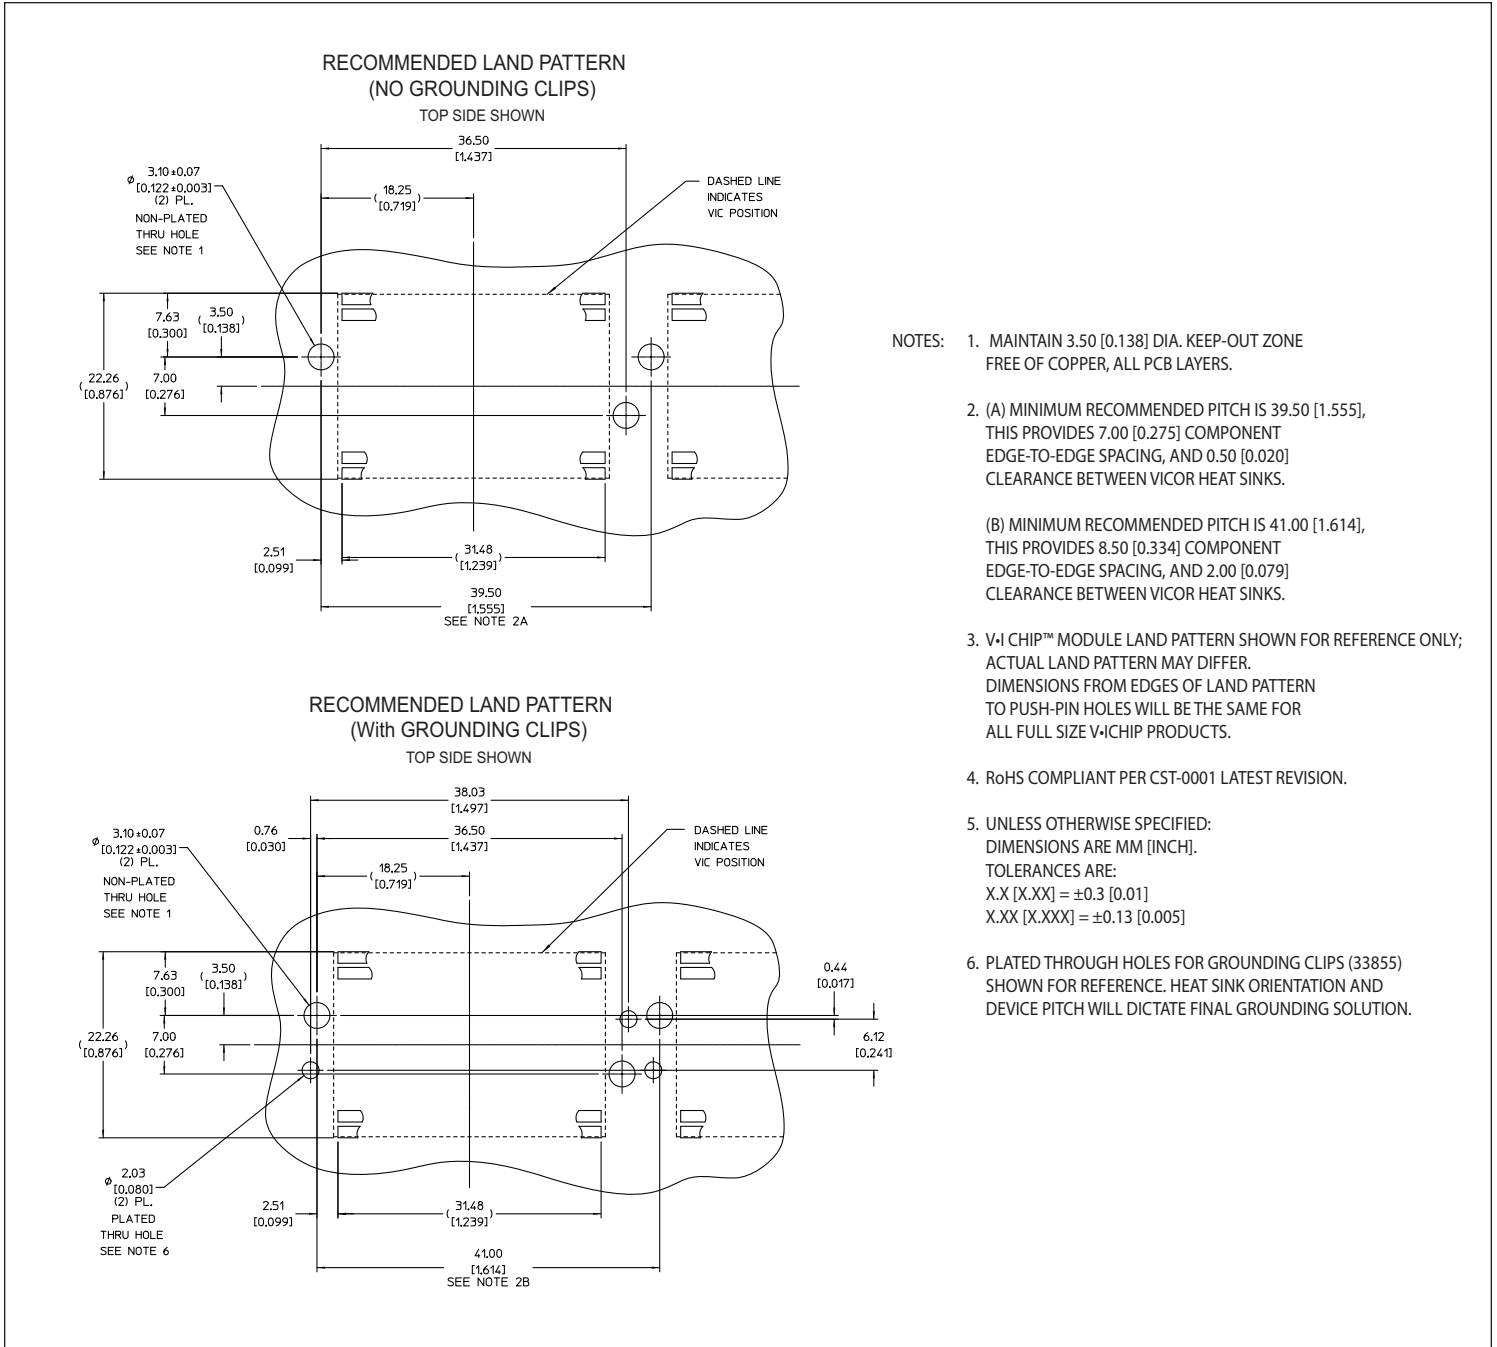 RECOMMENDED LAND PATTERN
(NO GROUNDING CLIPS)
TOP SIDE SHOWN
36.50
[1.437]
ø 3.10±0.07
[0.122±0.003]
(2) PL.
NON-PLATED
THRU HOLE
SEE NOTE 1
( 18.25 )
[0.719]
DASHED LINE
INDICATES
VIC POSITION
7.63
[0.300]
( 3.50 )
[0.138]
( 22.26 )
[0.876]
7.00
[0.276]
2.51
[0.099]
( 31.48 )
[1.239]
39.50
[1.555]
SEE NOTE 2A
RECOMMENDED LAND PATTERN
(With GROUNDING CLIPS)
TOP SIDE SHOWN
38.03
[1.497]
ø 3.10±0.07
[0.122±0.003]
(2) PL.
NON-PLATED
THRU HOLE
SEE NOTE 1
0.76
[0.030]
36.50
[1.437]
( 18.25 )
[0.719]
DASHED LINE
INDICATES
VIC POSITION
7.63
[0.300]
( 3.50 )
[0.138]
0.44
[0.017]
( 22.26 )
[0.876]
7.00
[0.276]
6.12
[0.241]
ø 2.03
[0.080]
(2) PL.
PLATED
THRU HOLE
SEE NOTE 6
2.51
[0.099]
( 31.48 )
[1.239]
41.00
[1.614]
SEE NOTE 2B
NOTES: 1. MAINTAIN 3.50 [0.138] DIA. KEEP-OUT ZONE
FREE OF COPPER, ALL PCB LAYERS.
2. (A) MINIMUM RECOMMENDED PITCH IS 39.50 [1.555],
THIS PROVIDES 7.00 [0.275] COMPONENT
EDGE-TO-EDGE SPACING, AND 0.50 [0.020]
CLEARANCE BETWEEN VICOR HEAT SINKS.
(B) MINIMUM RECOMMENDED PITCH IS 41.00 [1.614],
THIS PROVIDES 8.50 [0.334] COMPONENT
EDGE-TO-EDGE SPACING, AND 2.00 [0.079]
CLEARANCE BETWEEN VICOR HEAT SINKS.
3. V•I CHIP™ MODULE LAND PATTERN SHOWN FOR REFERENCE ONLY;
ACTUAL LAND PATTERN MAY DIFFER.
DIMENSIONS FROM EDGES OF LAND PATTERN
TO PUSH-PIN HOLES WILL BE THE SAME FOR
ALL FULL SIZE V•ICHIP PRODUCTS.
4. RoHS COMPLIANT PER CST-0001 LATEST REVISION.
5. UNLESS OTHERWISE SPECIFIED:
DIMENSIONS ARE MM [INCH].
TOLERANCES ARE:
X.X [X.XX] = ±0.3 [0.01]
X.XX [X.XXX] = ±0.13 [0.005]
6. PLATED THROUGH HOLES FOR GROUNDING CLIPS (33855)
SHOWN FOR REFERENCE. HEAT SINK ORIENTATION AND
DEVICE PITCH WILL DICTATE FINAL GROUNDING SOLUTION.